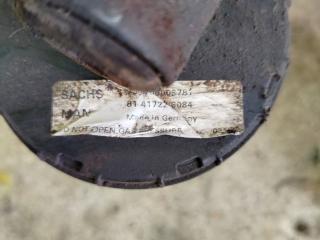 SACHS
MAN 81 41722 6084
Made in Germany
DO NOT OPEN GAS PRESSURE